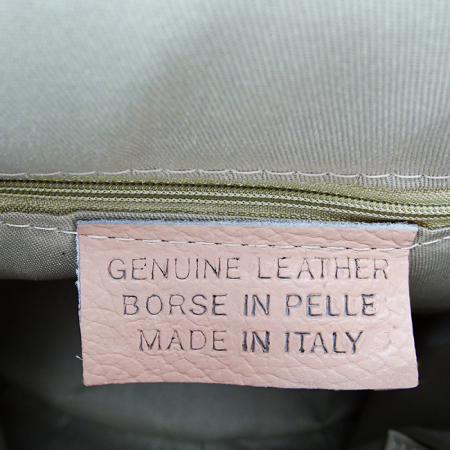 GENUINE LEATHER
BORSE IN PELLE
MADE IN ITALY